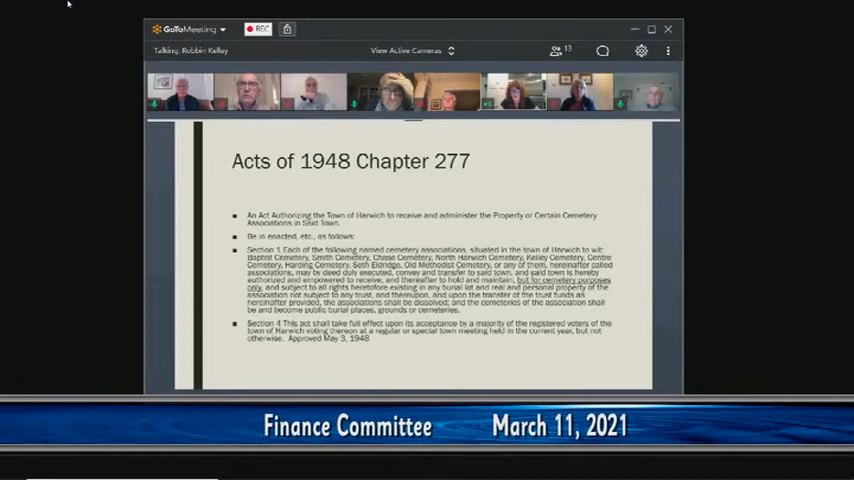 GoToMeeting
REC
Talking: Robbin Kelley
View Active Cameras
13
Acts of 1948 Chapter 277
An Act Authorizing the Town of Harwich to receive and administer the Property or Certain Cemetery
Associations in Said Town.
Be in enacted, etc., as follows:
Section 1 Each of the following named cemetery associations, situated in the town of Harwich to wit:
Baptist Cemetery, Smith Cemetery, Chase Cemetery, North Harwich Cemetery, Kelley Cemetery, Centre
Cemetery, Harding Cemetery, Seth Eldridge, Old Methodist Cemetery, or any of them, hereinafter called
associations, may by deed duly executed, convey and transfer to said town, and said town is hereby
authorized and empowered to receive, and thereafter to hold and maintain, but for cemetery purposes
only, and subject to all rights heretofore existing in any burial lot and real and personal property of the
association not subject to any trust, and thereupon, and upon the transfer of the trust funds as
hereinafter provided, the associations shall be dissolved; and the cemeteries of the association shall
be and become public burial places, grounds or cemeteries.
Section 4 This act shall take full effect upon its acceptance by a majority of the registered voters of the
town of Harwich voting thereon at a regular or special town meeting held in the current year, but not
otherwise. Approved May 3, 1948
Finance Committee March 11, 2021